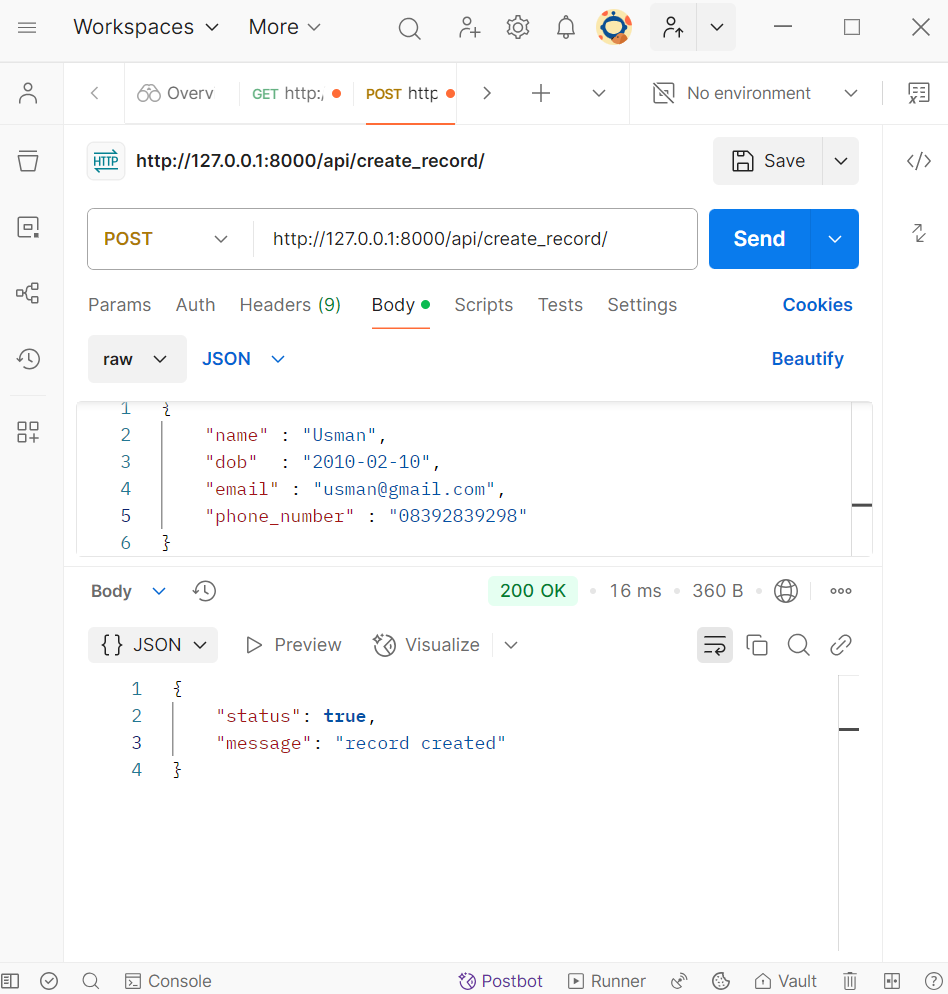 Workspaces More
Overv GET http:/ POST http No environment
HTTP http://127.0.0.1:8000/api/create_record/ Save
POST http://127.0.0.1:8000/api/create_record/ Send
Params Auth Headers (9) Body Scripts Tests Settings Cookies
raw JSON Beautify
1 {
2 "name" : "Usman",
3 "dob"  : "2010-02-10",
4 "email" : "usman@gmail.com",
5 "phone_number" : "08392839298"
6 }
Body 200 OK • 16 ms • 360 B •
{} JSON Preview Visualize
1 {
2 "status": true,
3 "message": "record created"
4 }
Console Postbot Runner Vault